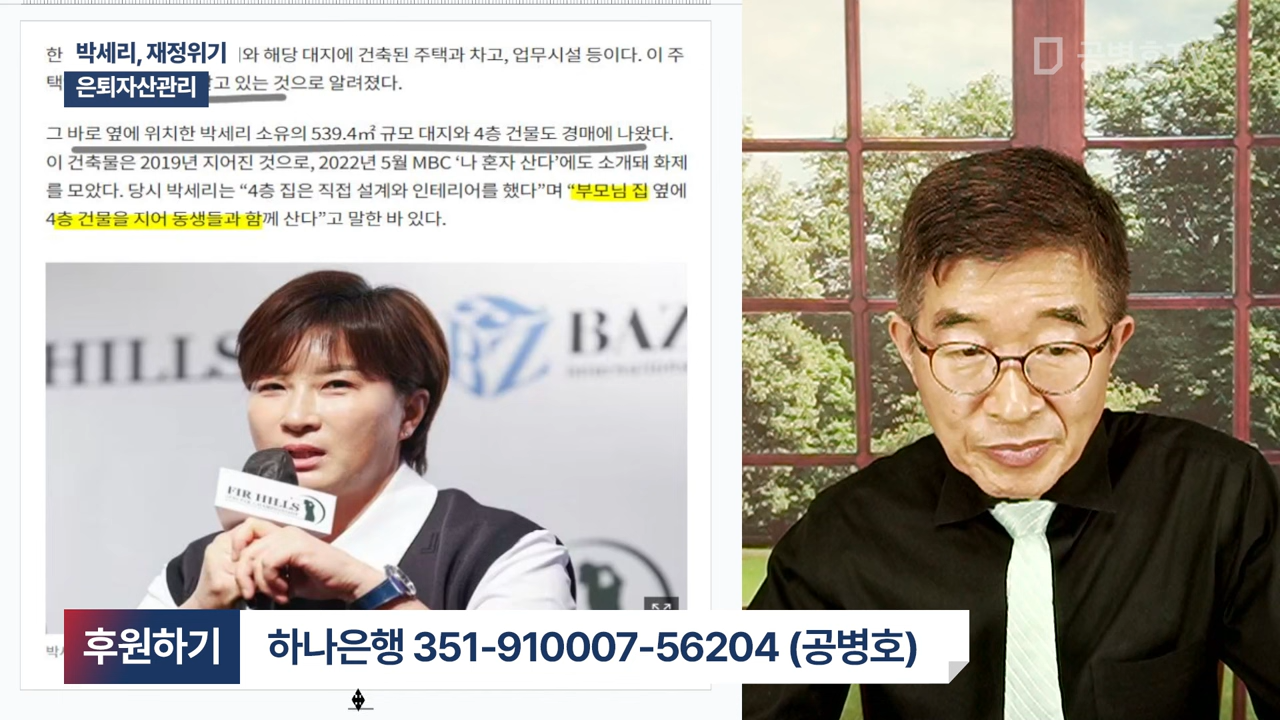 한
박세리, 재정위기
와 해당 대지에 건축된 주택과 차고, 업무시설 등이다. 이 주
택
은퇴자산관리
고 있는 것으로 알려졌다.
그 바로 옆에 위치한 박세리 소유의 539.4㎡ 규모 대지와 4층 건물도 경매에 나왔다.
이 건축물은 2019년 지어진 것으로, 2022년 5월 MBC ‘나 혼자 산다’에도 소개돼 화제
를 모았다. 당시 박세리는 “4층 집은 직접 설계와 인테리어를 했다”며 “부모님 집 옆에
4층 건물을 지어 동생들과 함께 산다”고 말한 바 있다.
HILLS
BAZ
International
FIR HILLS
박세
후원하기
하나은행 351-910007-56204 (공병호)
공병호TV